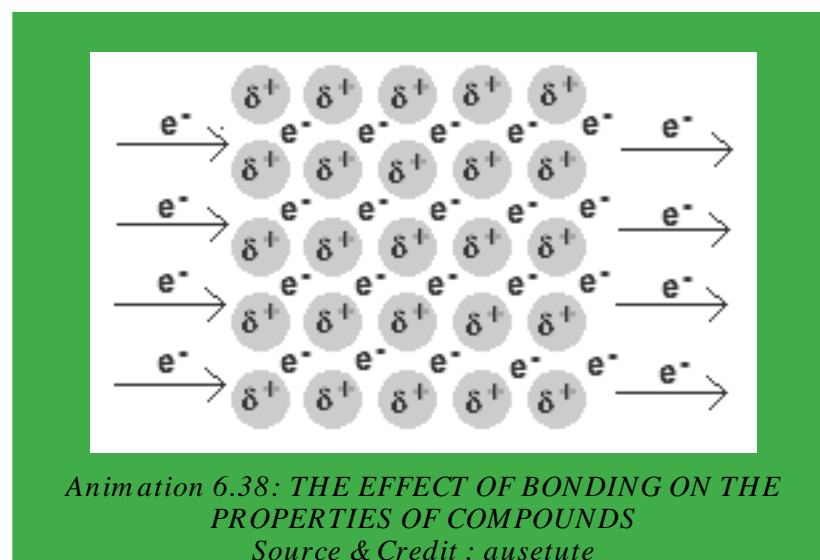 δ+ δ+ δ+ δ+ δ+
e- e- e- e- e- e- e-
δ+ δ+ δ+ δ+ δ+
e- e- e- e- e- e- e-
δ+ δ+ δ+ δ+ δ+
e- e- e- e- e- e- e-
δ+ δ+ δ+ δ+ δ+
e- e- e- e- e- e- e-
δ+ δ+ δ+ δ+ δ+
Animation 6.38: THE EFFECT OF BONDING ON THE
PROPERTIES OF COMPOUNDS
Source & Credit : ausetute